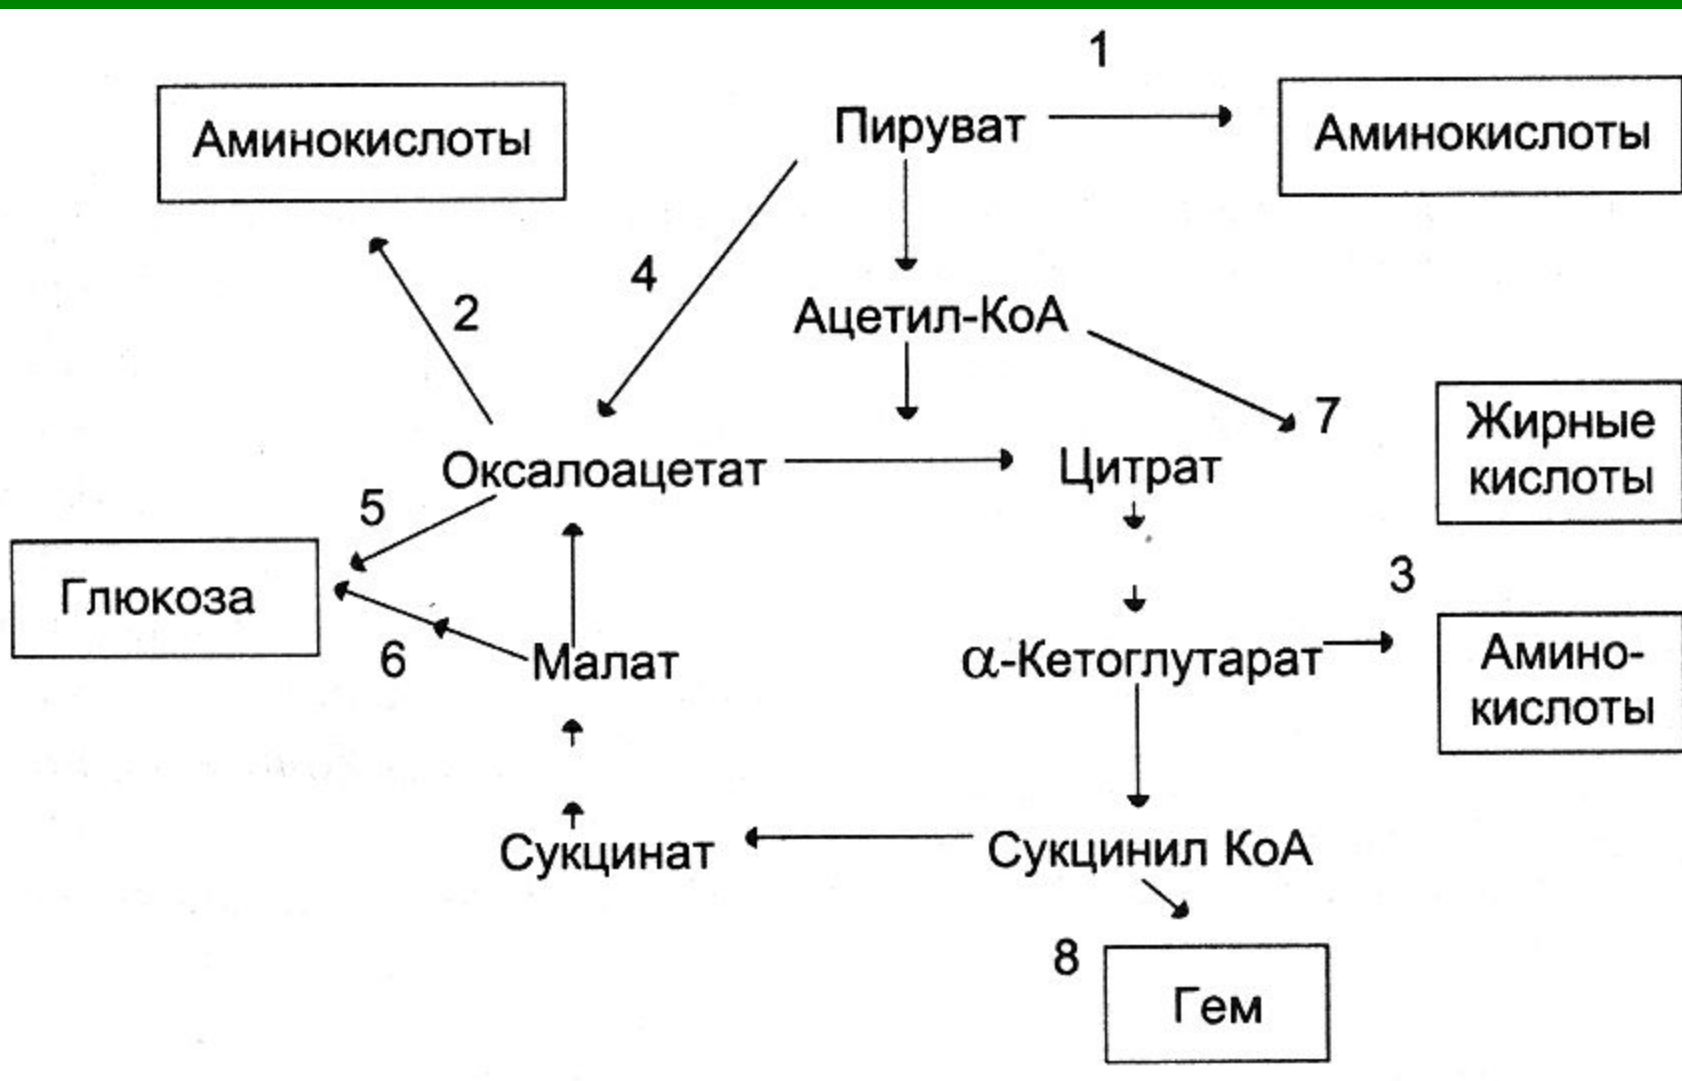 1
Аминокислоты
Пируват
Аминокислоты
4
2
Ацетил-КоА
7
Жирные
кислоты
Оксалоацетат
Цитрат
5
3
Глюкоза
6
Малат
α-Кетоглутарат
Амино-
кислоты
Сукцинат
Сукцинил КоА
8
Гем